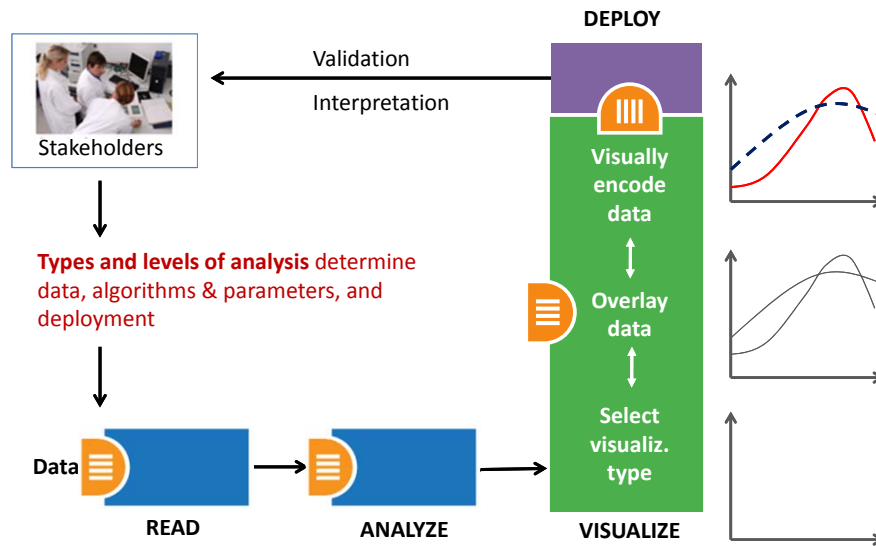 DEPLOY
Validation
Interpretation
Stakeholders
Visually
encode
data
Types and levels of analysis determine
data, algorithms & parameters, and
deployment
Overlay
data
Select
visualiz.
type
Data
READ
ANALYZE
VISUALIZE